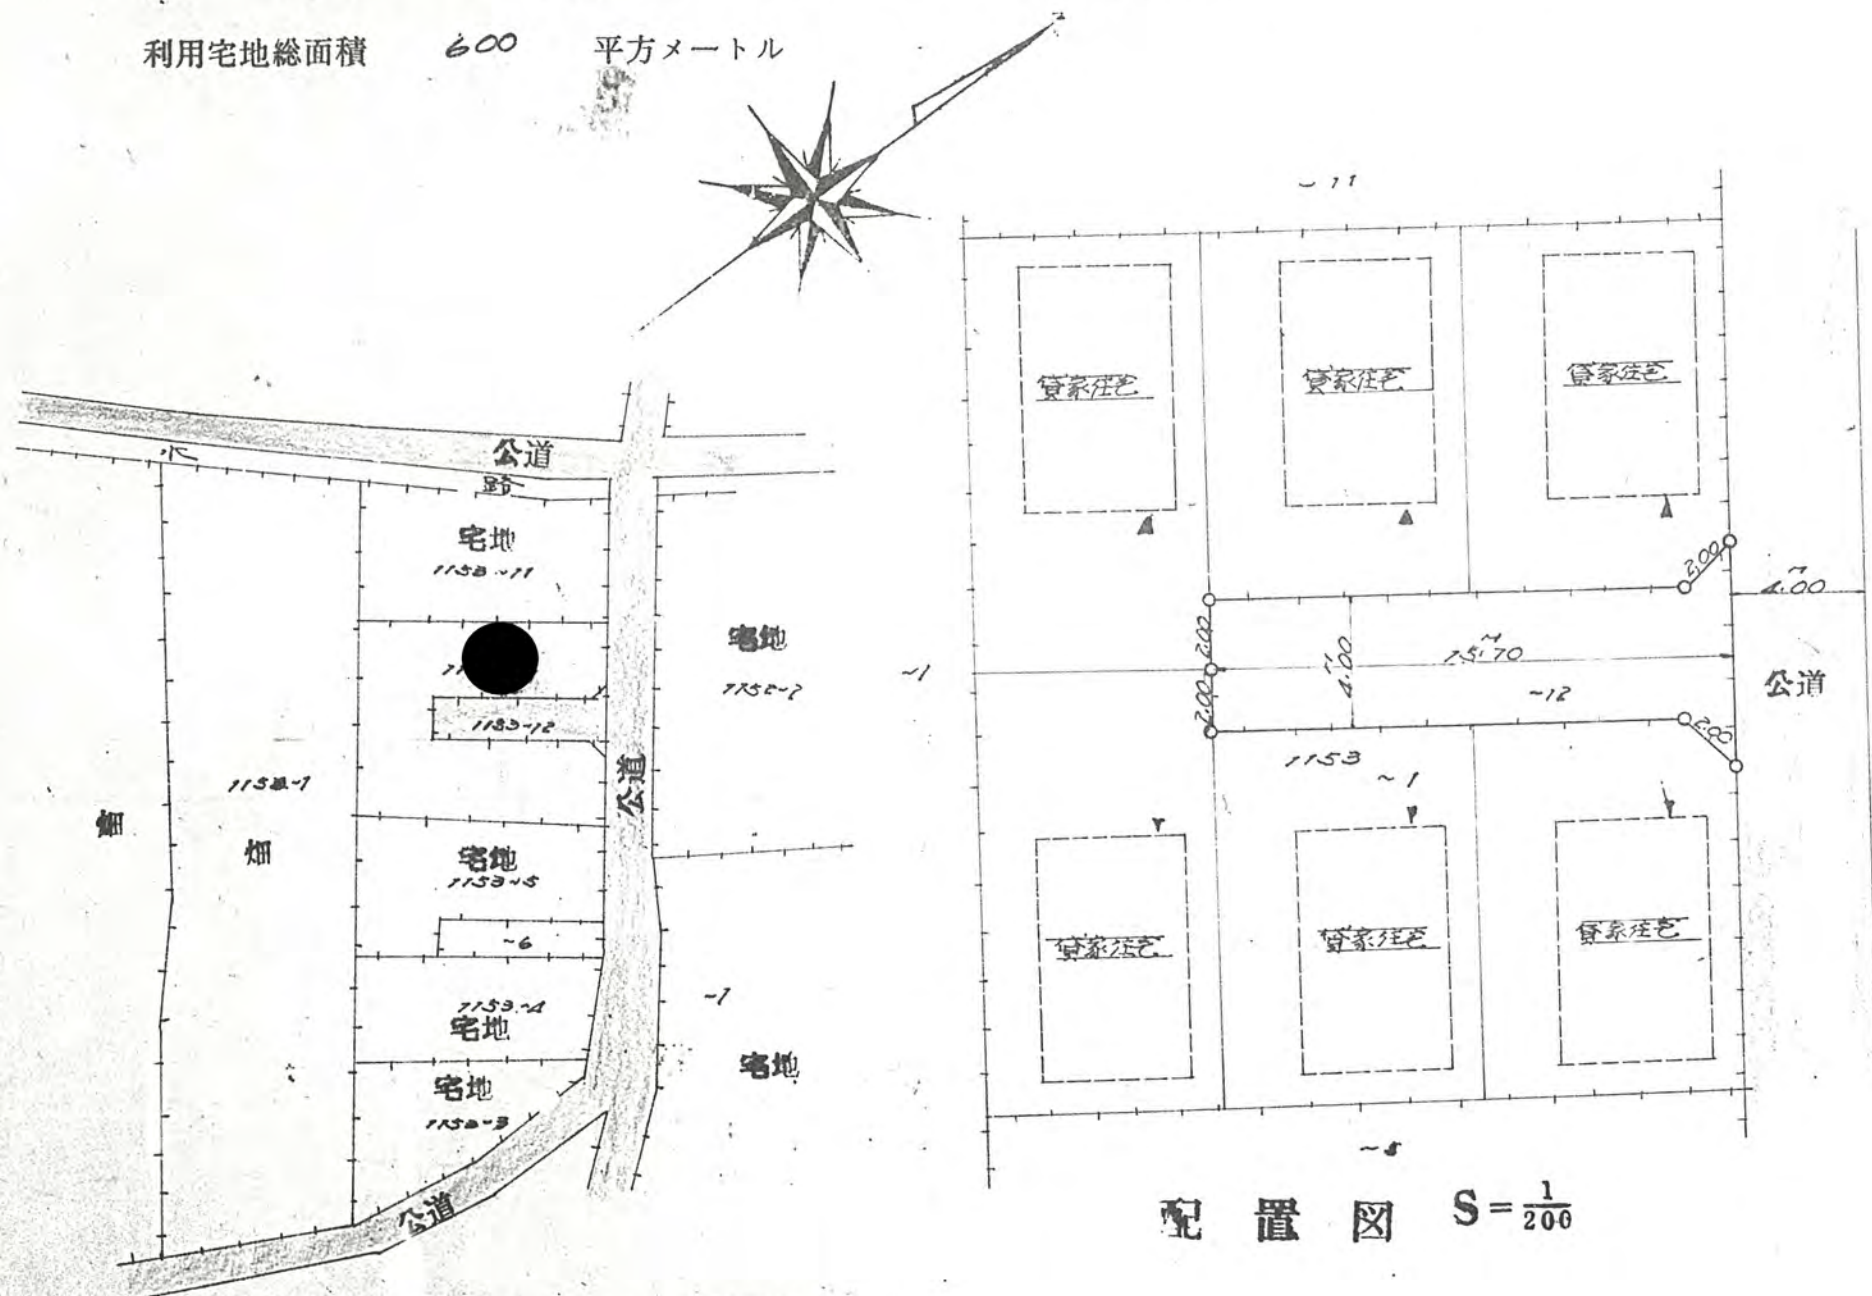 利用宅地総面積 600 平方メートル
公道
水
路
宅地
1153-11
1153-12
宅地
1152-2
1153-1
公道
宅地
1153-5
~6
1153-4
宅地
~1
宅地
宅地
1153-3
公道
~11
貸家住宅
貸家住宅
貸家住宅
2.00
4.00
2.00
2.00
4.00
15.70
~1
~12
公道
2.00
1153
~1
貸家住宅
貸家住宅
貸家住宅
~5
配置図 S=1/200